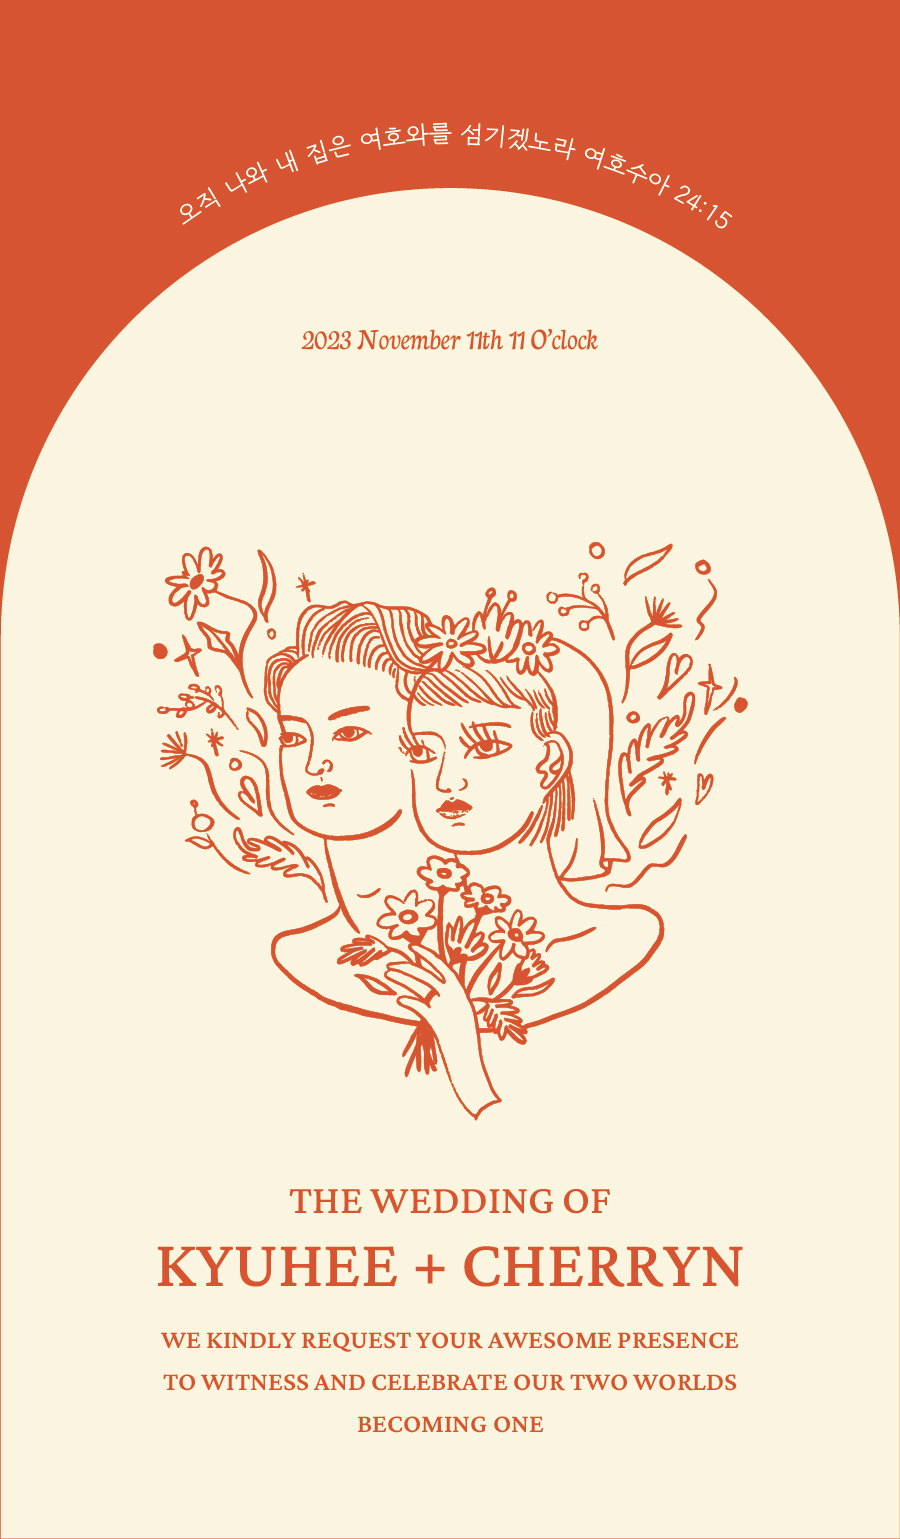 오직 나와 내 집은 여호와를 섬기겠노라 여호수아 24:15
2023 November 11th 11 O'clock
THE WEDDING OF
KYUHEE + CHERRYN
WE KINDLY REQUEST YOUR AWESOME PRESENCE
TO WITNESS AND CELEBRATE OUR TWO WORLDS
BECOMING ONE